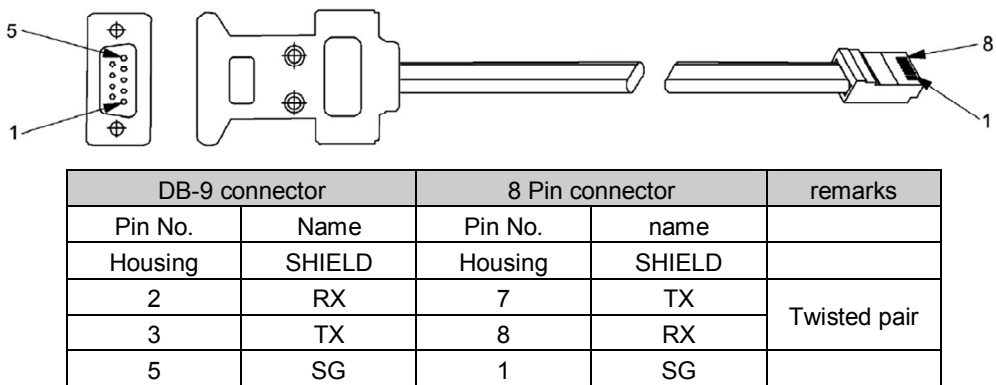 5
8
1
1
DB-9 connector 8 Pin connector remarks
Pin No. Name Pin No. name
Housing SHIELD Housing SHIELD
2 RX 7 TX Twisted pair
3 TX 8 RX
5 SG 1 SG